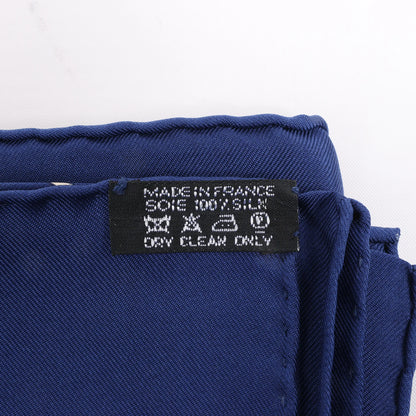 MADE IN FRANCE
SOIE 100% SILK
P
DRY CLEAN ONLY